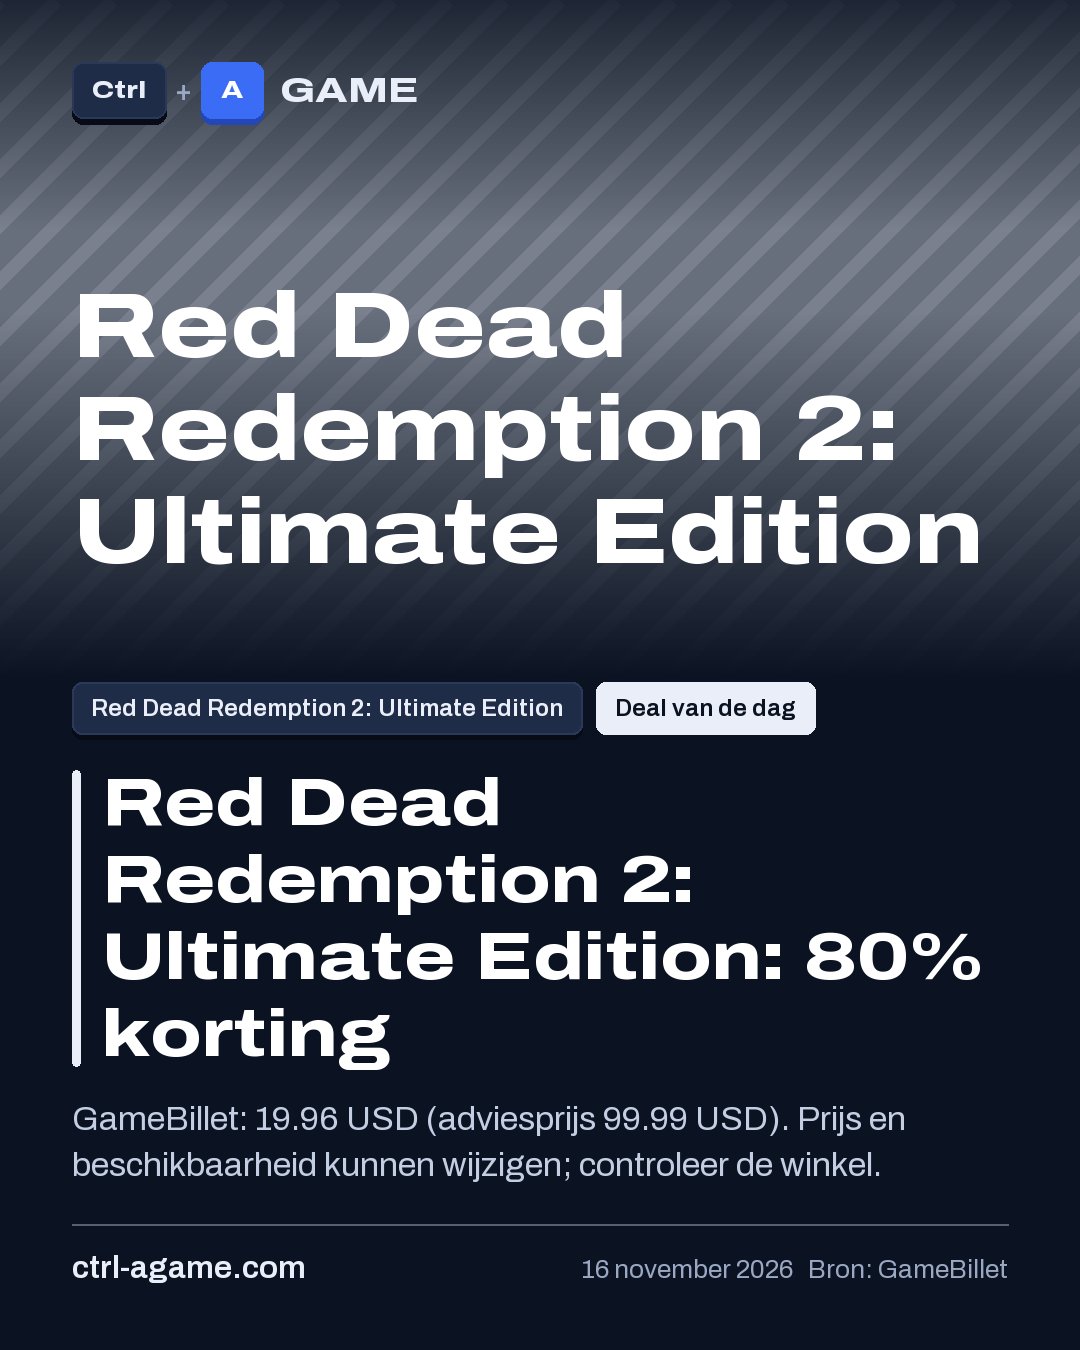 Ctrl + A GAME
Red Dead
Redemption 2:
Ultimate Edition
Red Dead Redemption 2: Ultimate Edition Deal van de dag
Red Dead
Redemption 2:
Ultimate Edition: 80%
korting
GameBillet: 19.96 USD (adviesprijs 99.99 USD). Prijs en
beschikbaarheid kunnen wijzigen; controleer de winkel.
ctrl-agame.com 16 november 2026 Bron: GameBillet